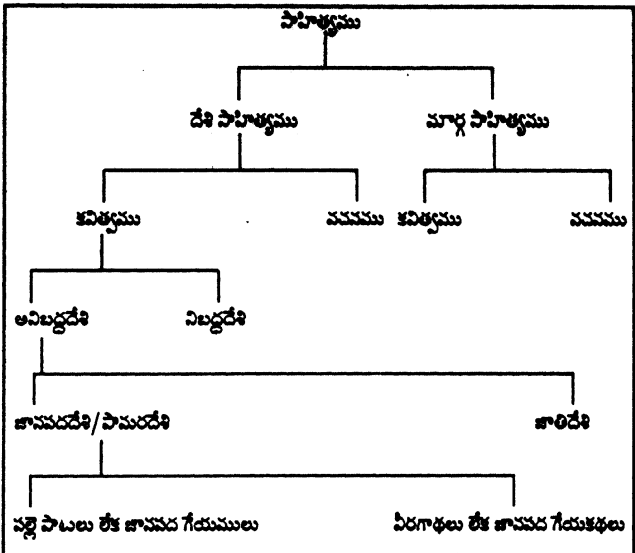 సాహిత్యము
దేశి సాహిత్యము మార్గ సాహిత్యము
కవిత్వము వచనము కవిత్వము వచనము
అనిబద్ధదేశి నిబద్ధదేశి
జానపదదేశి/పామరదేశి జాతిదేశి
పల్లె పాటలు లేక జానపద గేయములు వీరగాథలు లేక జానపద గేయకథలు